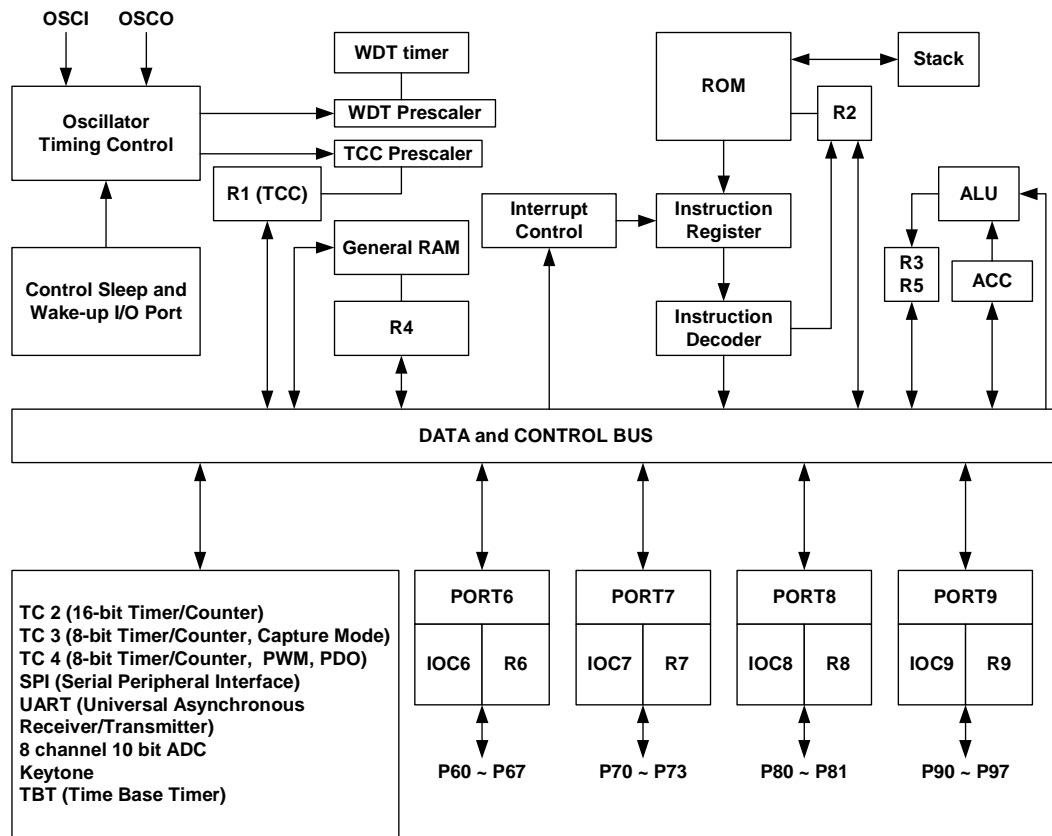 OSCI
OSCO
WDT timer
ROM
Stack
Oscillator
Timing Control
WDT Prescaler
R2
TCC Prescaler
R1 (TCC)
Interrupt
Control
Instruction
Register
ALU
General RAM
Control Sleep and
Wake-up I/O Port
R3
R5
ACC
R4
Instruction
Decoder
DATA and CONTROL BUS
TC 2 (16-bit Timer/Counter)
TC 3 (8-bit Timer/Counter, Capture Mode)
TC 4 (8-bit Timer/Counter, PWM, PDO)
SPI (Serial Peripheral Interface)
UART (Universal Asynchronous
Receiver/Transmitter)
8 channel 10 bit ADC
Keytone
TBT (Time Base Timer)
PORT6
IOC6
R6
P60 ~ P67
PORT7
IOC7
R7
P70 ~ P73
PORT8
IOC8
R8
P80 ~ P81
PORT9
IOC9
R9
P90 ~ P97